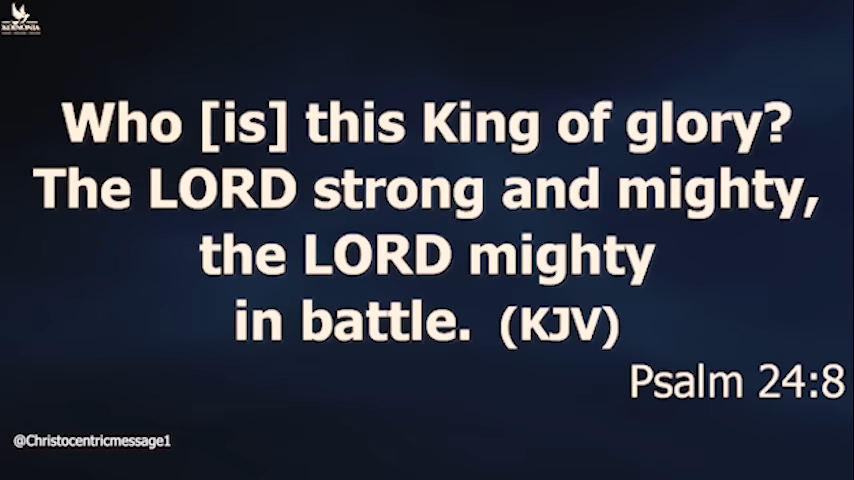 KOINONIA
Who [is] this King of glory?
The LORD strong and mighty,
the LORD mighty
in battle. (KJV)
Psalm 24:8
@Christocentricmessage1